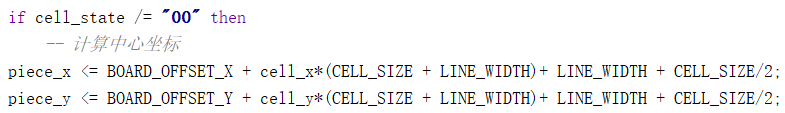 if cell_state /= "00" then
-- 计算中心坐标
piece_x <= BOARD_OFFSET_X + cell_x*(CELL_SIZE + LINE_WIDTH)+ LINE_WIDTH + CELL_SIZE/2;
piece_y <= BOARD_OFFSET_Y + cell_y*(CELL_SIZE + LINE_WIDTH)+ LINE_WIDTH + CELL_SIZE/2;